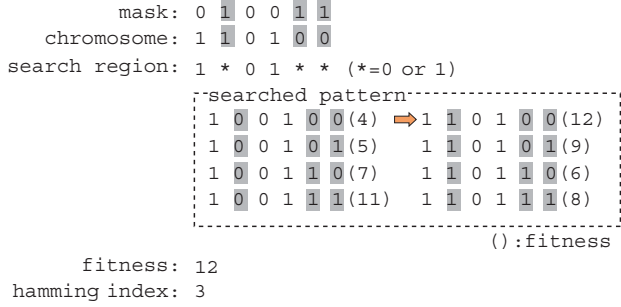 mask: 0 1 0 0 1 1
chromosome: 1 1 0 1 0 0
search region: 1 * 0 1 * * (*=0 or 1)
searched pattern
1 0 0 1 0 0(4) 1 1 0 1 0 0(12)
1 0 0 1 0 1(5) 1 1 0 1 0 1(9)
1 0 0 1 1 0(7) 1 1 0 1 1 0(6)
1 0 0 1 1 1(11) 1 1 0 1 1 1(8)
():fitness
fitness: 12
hamming index: 3